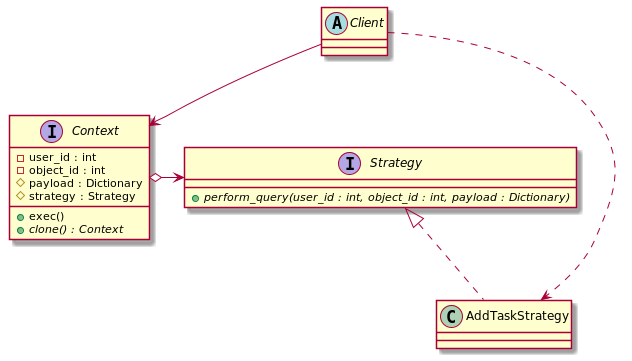 A Client
I Context
user_id : int
object_id : int
payload : Dictionary
strategy : Strategy
exec()
clone() : Context
I Strategy
perform_query(user_id : int, object_id : int, payload : Dictionary)
C AddTaskStrategy